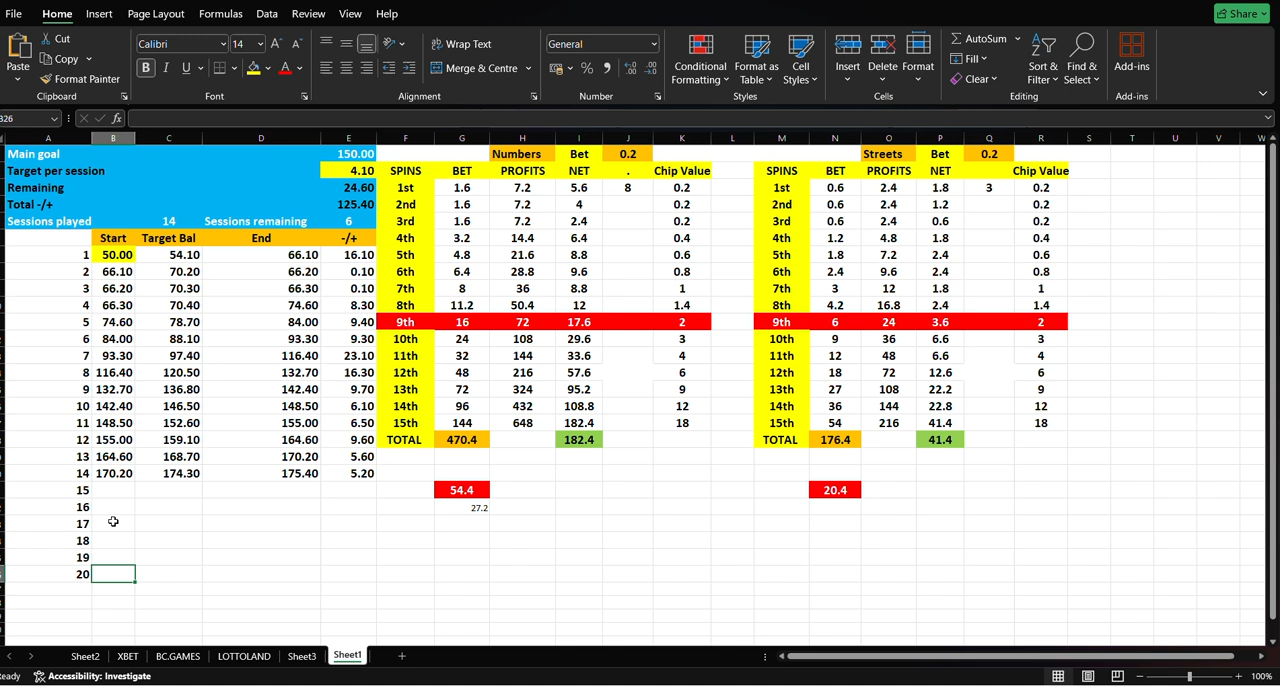 File Home Insert Page Layout Formulas Data Review View Help Share
Paste Cut Copy Format Painter Calibri 14 Wrap Text Merge & Centre General Conditional Formatting Format as Table Cell Styles Insert Delete Format AutoSum Fill Clear Sort & Filter Find & Select Add-ins
Clipboard Font Alignment Number Styles Cells Editing Add-ins
B26 fx
A B C D E F G H I J K L M N O P Q R S T U V W
Main goal 150.00 Numbers Bet 0.2 Streets Bet 0.2
Target per session 4.10 SPINS BET PROFITS NET . Chip Value SPINS BET PROFITS NET Chip Value
Remaining 24.60 1st 1.6 7.2 5.6 8 0.2 1st 0.6 2.4 1.8 3 0.2
Total -/+ 125.40 2nd 1.6 7.2 4 0.2 2nd 0.6 2.4 1.2 0.2
Sessions played 14 Sessions remaining 6 3rd 1.6 7.2 2.4 0.2 3rd 0.6 2.4 0.6 0.2
Start Target Bal End -/+ 4th 3.2 14.4 6.4 0.4 4th 1.2 4.8 1.8 0.4
1 50.00 54.10 66.10 16.10 5th 4.8 21.6 8.8 0.6 5th 1.8 7.2 2.4 0.6
2 66.10 70.20 66.20 0.10 6th 6.4 28.8 9.6 0.8 6th 2.4 9.6 2.4 0.8
3 66.20 70.30 66.30 0.10 7th 8 36 8.8 1 7th 3 12 1.8 1
4 66.30 70.40 74.60 8.30 8th 11.2 50.4 12 1.4 8th 4.2 16.8 2.4 1.4
5 74.60 78.70 84.00 9.40 9th 16 72 17.6 2 9th 6 24 3.6 2
6 84.00 88.10 93.30 9.30 10th 24 108 29.6 3 10th 9 36 6.6 3
7 93.30 97.40 116.40 23.10 11th 32 144 33.6 4 11th 12 48 6.6 4
8 116.40 120.50 132.70 16.30 12th 48 216 57.6 6 12th 18 72 12.6 6
9 132.70 136.80 142.40 9.70 13th 72 324 95.2 9 13th 27 108 22.2 9
10 142.40 146.50 148.50 6.10 14th 96 432 108.8 12 14th 36 144 22.8 12
11 148.50 152.60 155.00 6.50 15th 144 648 182.4 18 15th 54 216 41.4 18
12 155.00 159.10 164.60 9.60 TOTAL 470.4 182.4 TOTAL 176.4 41.4
13 164.60 168.70 170.20 5.60
14 170.20 174.30 175.40 5.20
15 54.4 20.4
16 27.2
17
18
19
20
Sheet2 XBET BC.GAMES LOTTOLAND Sheet3 Sheet1
Accessibility: Investigate 100%